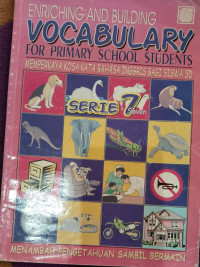 ENRICHING AND BUILDING
VOCABULARY
FOR PRIMARY SCHOOL STUDENTS
MEMPERKAYA KOSA KATA BAHASA INGGRIS BAGI SISWA SD
SERIE 7
Seven
MENAMBAH PENGETAHUAN SAMBIL BERMAIN